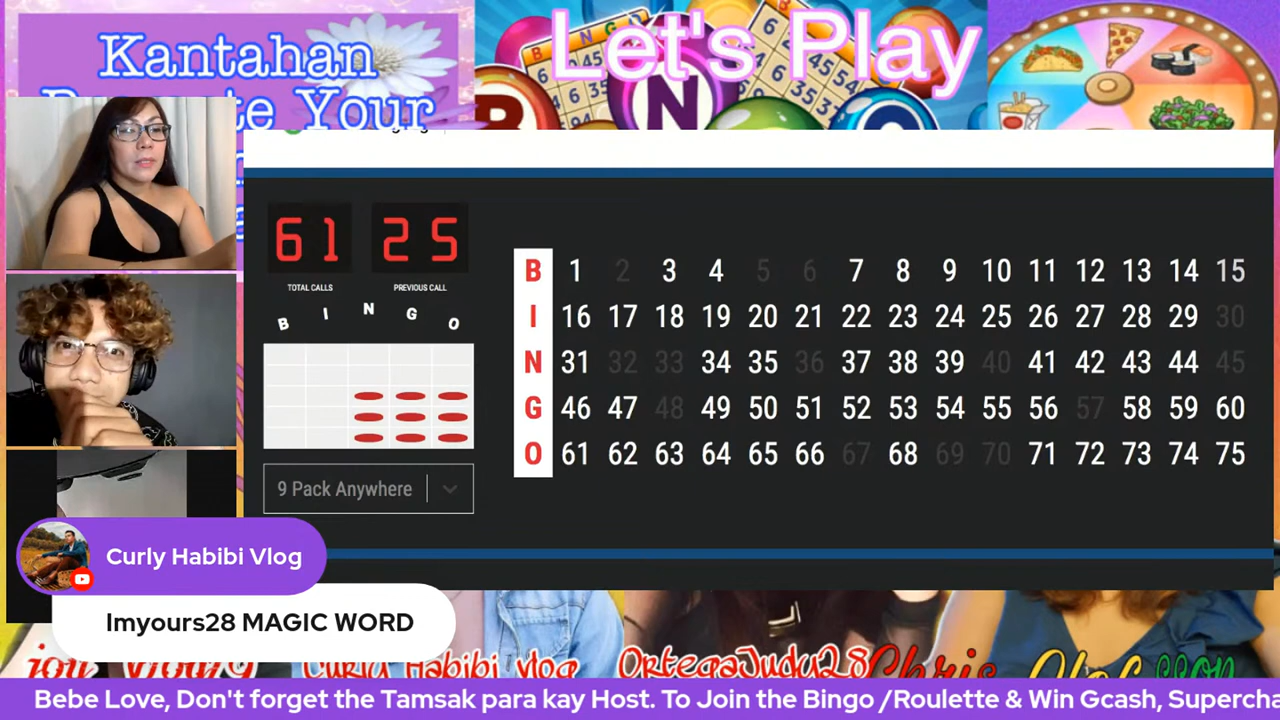 Kantahan
te Your
Let's Play
61 25
TOTAL CALLS PREVIOUS CALL
B I N G O
9 Pack Anywhere
B 1 2 3 4 5 6 7 8 9 10 11 12 13 14 15
I 16 17 18 19 20 21 22 23 24 25 26 27 28 29 30
N 31 32 33 34 35 36 37 38 39 40 41 42 43 44 45
G 46 47 48 49 50 51 52 53 54 55 56 57 58 59 60
O 61 62 63 64 65 66 67 68 69 70 71 72 73 74 75
Curly Habibi Vlog
Imyours28 MAGIC WORD
Curly Habibi vlog
OrtegaJudy28
Chris
Bebe Love, Don't forget the Tamsak para kay Host. To Join the Bingo /Roulette & Win Gcash, Supercha